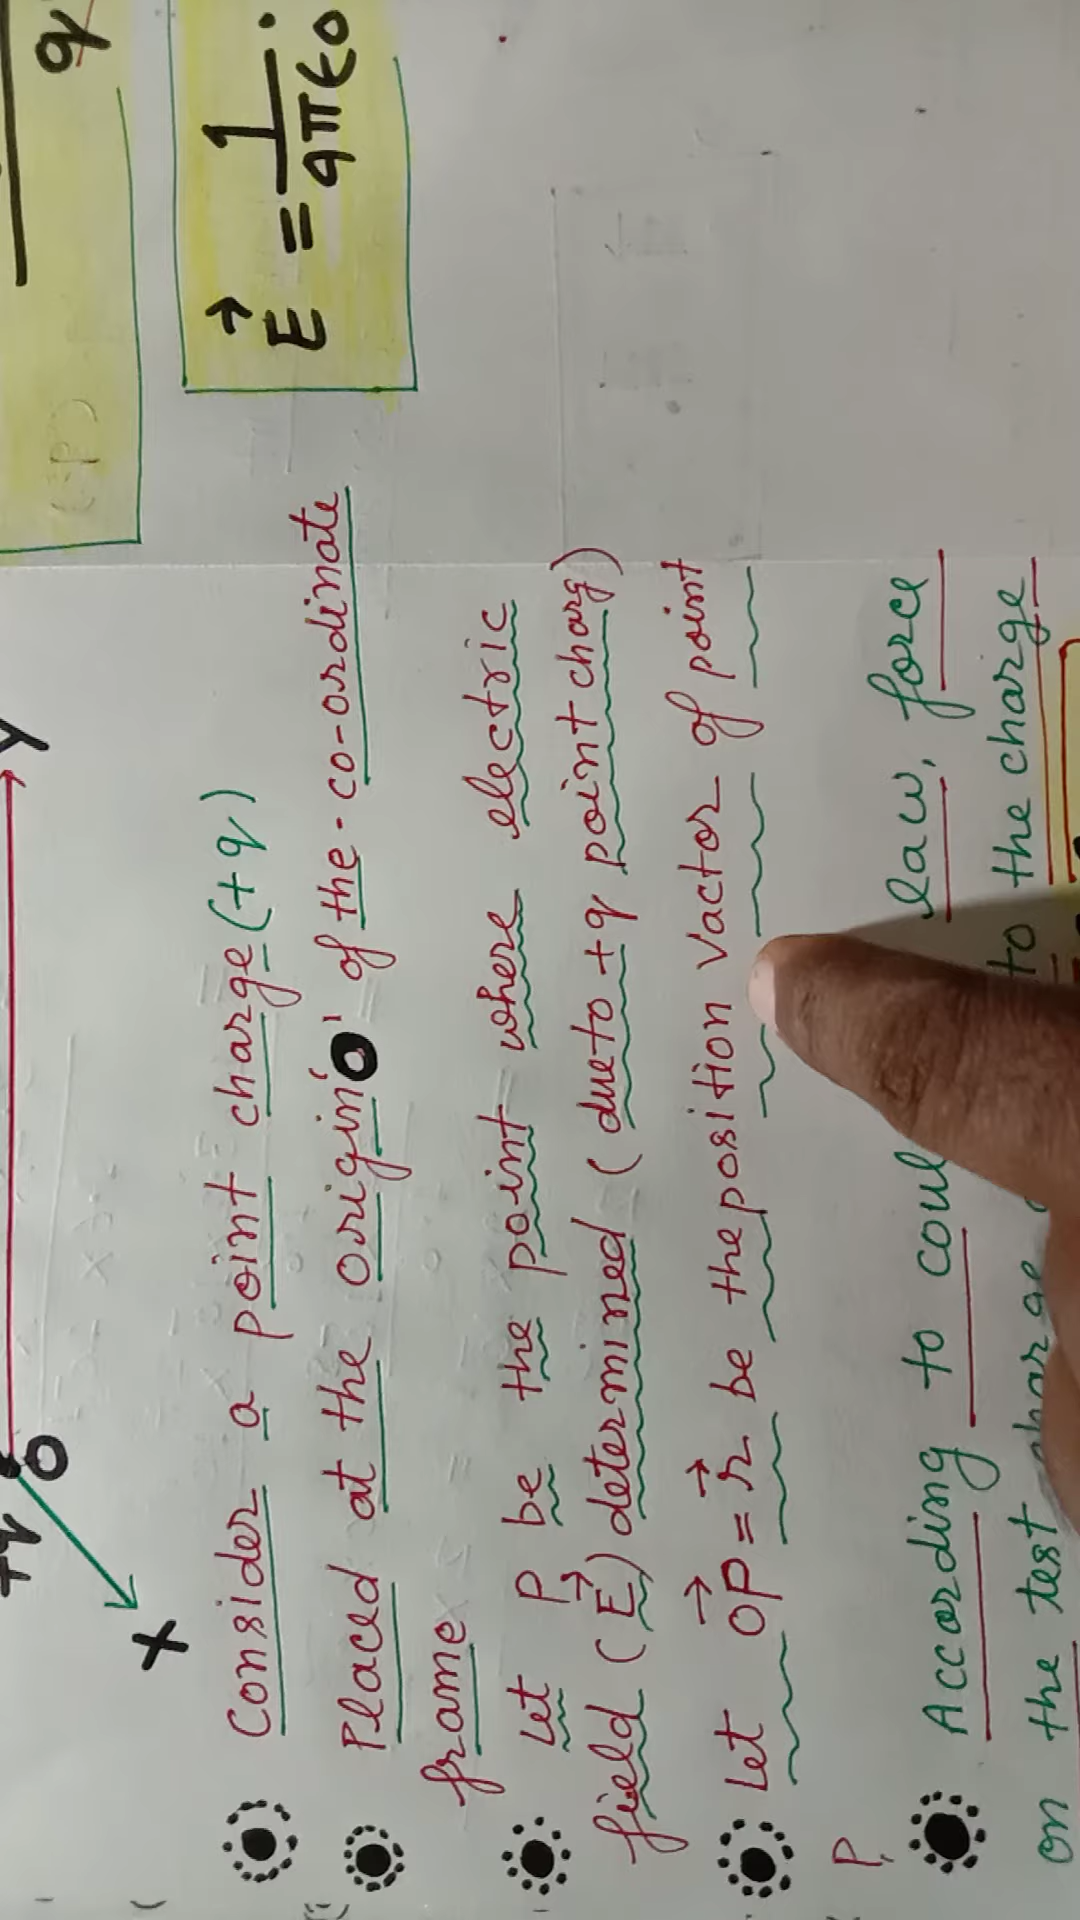 Y
+q
O
X
Consider a point charge (+q)
Placed at the origin 'O' of the co-ordinate
frame
Let P be the point where electric
field (E⃗) determined (due to +q point charg)
Let OP⃗ = r⃗ be the position vactor of point
P,
According to law, force
on the test charge to the charge
q
E⃗ = 1/4πϵ₀ .